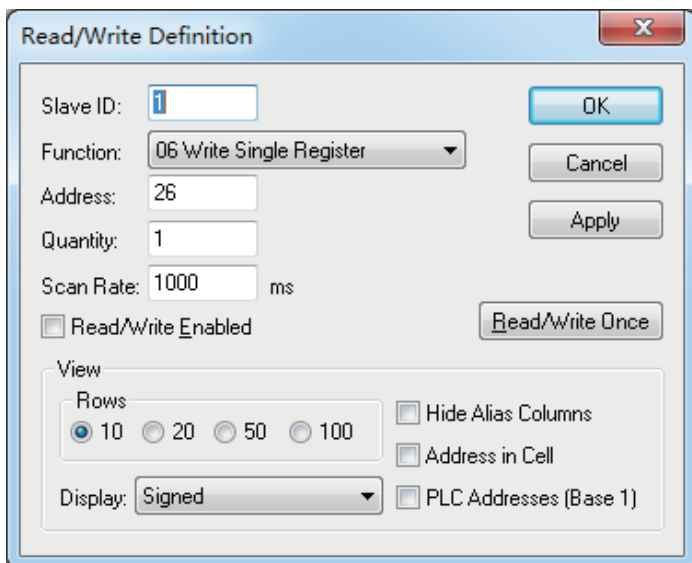 Read/Write Definition
Slave ID: 1
OK
Function: 06 Write Single Register
Cancel
Address: 26
Apply
Quantity: 1
Scan Rate: 1000 ms
Read/Write Enabled
Read/Write Once
View
Rows
10 20 50 100
Hide Alias Columns
Address in Cell
Display: Signed
PLC Addresses (Base 1)